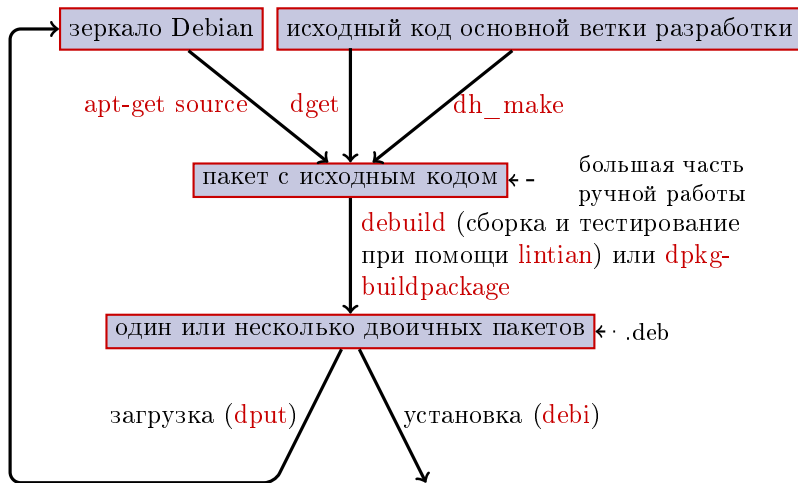 зеркало Debian
исходный код основной ветки разработки
apt-get source
dget
dh_make
пакет с исходным кодом
большая часть
ручной работы
debuild (сборка и тестирование
при помощи lintian) или dpkg-
buildpackage
один или несколько двоичных пакетов
.deb
загрузка (dput)
установка (debi)